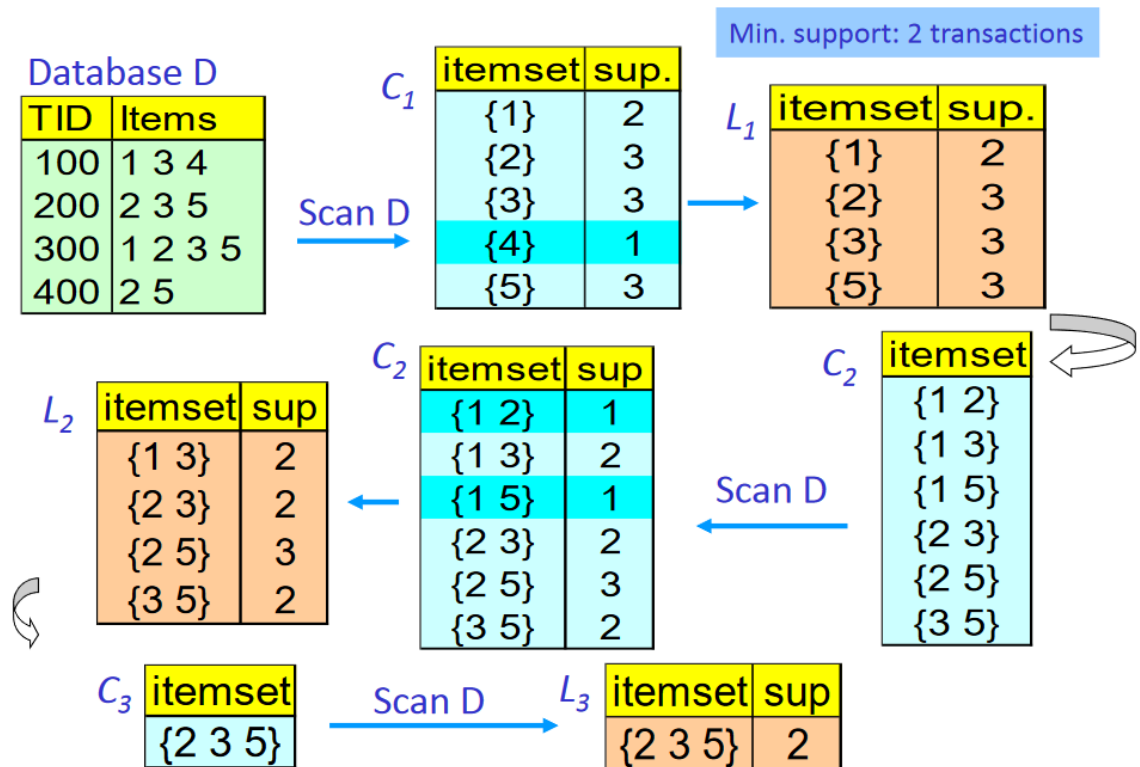 Min. support: 2 transactions
Database D
TID Items
100 1 3 4
200 2 3 5
300 1 2 3 5
400 2 5
Scan D
C1
itemset sup.
{1} 2
{2} 3
{3} 3
{4} 1
{5} 3
L1
itemset sup.
{1} 2
{2} 3
{3} 3
{5} 3
C2
itemset
{1 2}
{1 3}
{1 5}
{2 3}
{2 5}
{3 5}
Scan D
C2
itemset sup
{1 2} 1
{1 3} 2
{1 5} 1
{2 3} 2
{2 5} 3
{3 5} 2
L2
itemset sup
{1 3} 2
{2 3} 2
{2 5} 3
{3 5} 2
C3
itemset
{2 3 5}
Scan D
L3
itemset sup
{2 3 5} 2